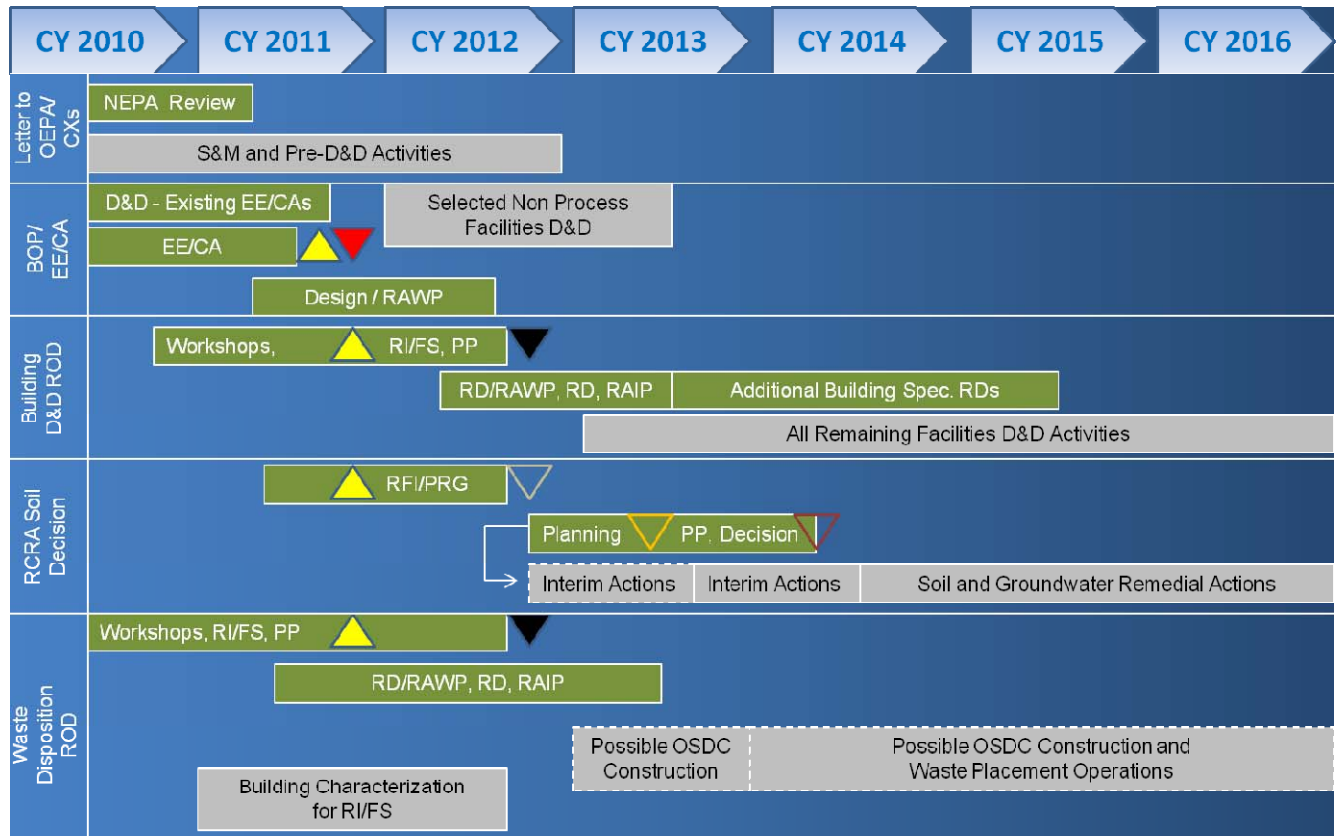 CY 2010
CY 2011
CY 2012
CY 2013
CY 2014
CY 2015
CY 2016
Letter to
OEPA/
CXs
NEPA Review
S&M and Pre-D&D Activities
BOP/
EE/CA
D&D - Existing EE/CAs
Selected Non Process
Facilities D&D
EE/CA
Design / RAWP
Building
D&D ROD
Workshops,
RI/FS, PP
RD/RAWP, RD, RAIP
Additional Building Spec. RDs
All Remaining Facilities D&D Activities
RCRA Soil
Decision
RFI/PRG
Planning
PP, Decision
Interim Actions
Interim Actions
Soil and Groundwater Remedial Actions
Waste
Disposition
ROD
Workshops, RI/FS, PP
RD/RAWP, RD, RAIP
Possible OSDC
Construction
Possible OSDC Construction and
Waste Placement Operations
Building Characterization
for RI/FS